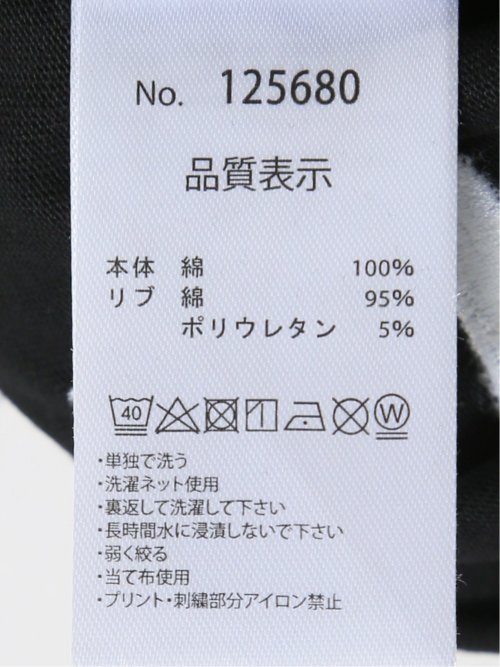 No. 125680
品質表示
本体 綿 100%
リブ 綿 95%
ポリウレタン 5%
40 W
・単独で洗う
・洗濯ネット使用
・裏返して洗濯して下さい
・長時間水に浸漬しないで下さい
・弱く絞る
・当て布使用
・プリント・刺繍部分アイロン禁止